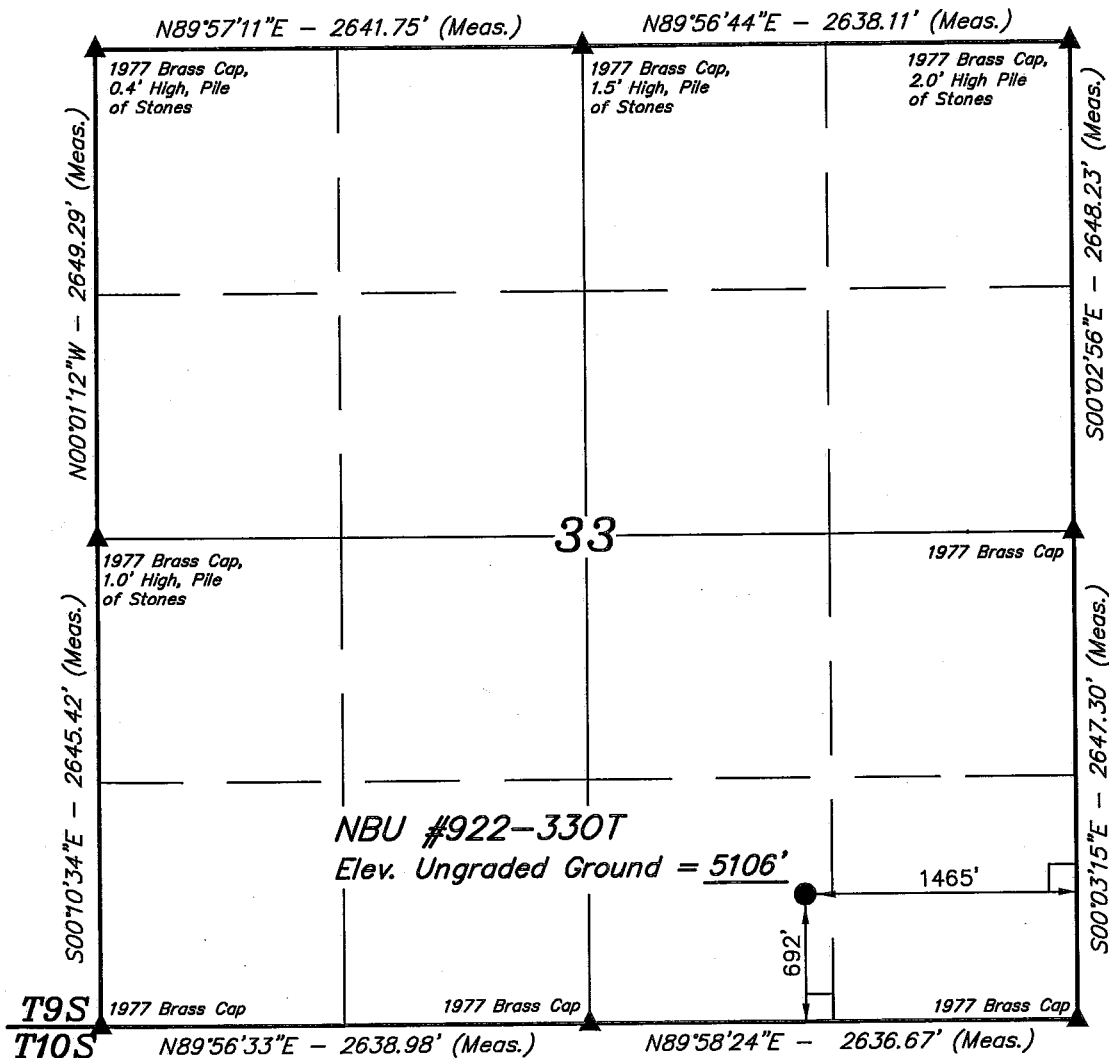 N89°57'11"E - 2641.75' (Meas.)
N89°56'44"E - 2638.11' (Meas.)
1977 Brass Cap,
0.4' High, Pile
of Stones
1977 Brass Cap,
1.5' High, Pile
of Stones
1977 Brass Cap,
2.0' High Pile
of Stones
N00°01'12"W - 2649.29' (Meas.)
S00°02'56"E - 2648.23' (Meas.)
33
1977 Brass Cap,
1.0' High, Pile
of Stones
1977 Brass Cap
S00°10'34"E - 2645.42' (Meas.)
S00°03'15"E - 2647.30' (Meas.)
NBU #922-330T
Elev. Ungraded Ground = 5106'
1465'
692'
T9S
T10S
1977 Brass Cap
1977 Brass Cap
1977 Brass Cap
N89°56'33"E - 2638.98' (Meas.)
N89°58'24"E - 2636.67' (Meas.)